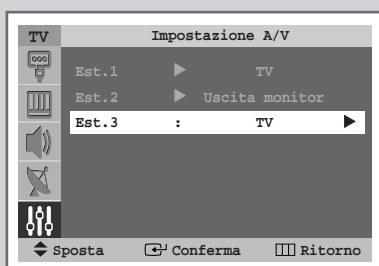 TV Impostazione A/V
Est.1 ▶ TV
Est.2 ▶ Uscita monitor
Est.3 : TV ▶
Sposta Conferma Ritorno